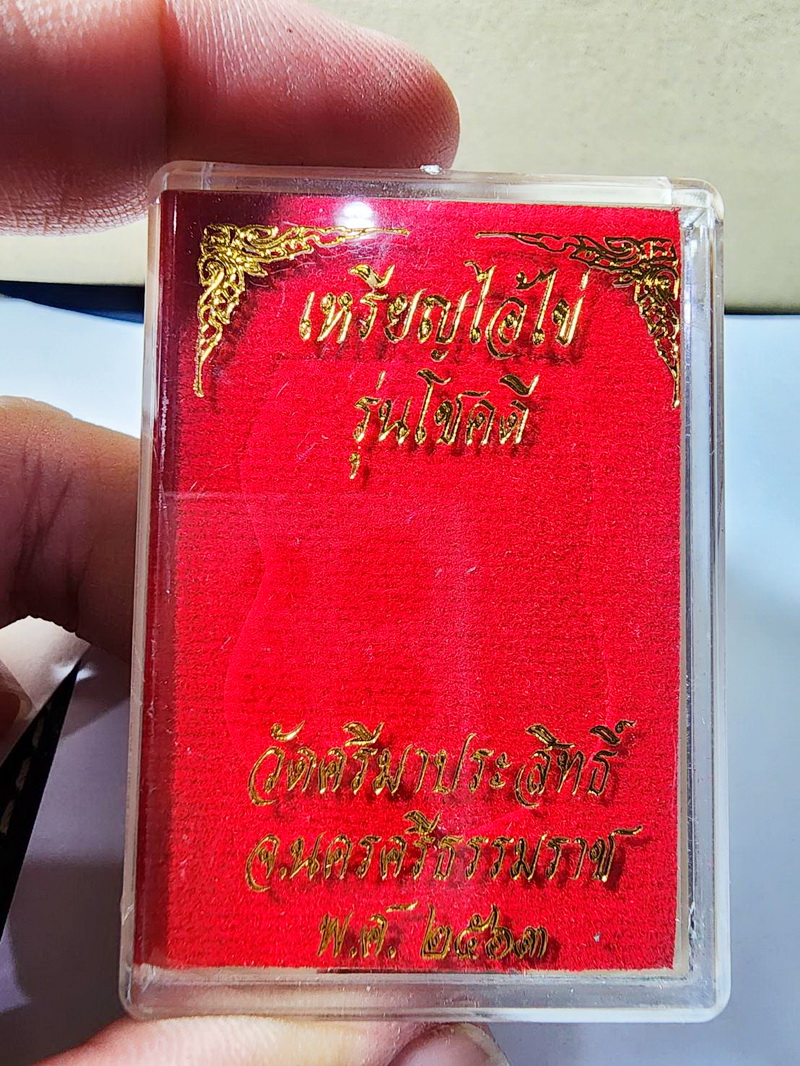 เหรียญไอ้ไข่
รุ่นโชคดี
วัดศรีมาประสิทธิ์
จ.นครศรีธรรมราช
พ.ศ. ๒๕๖๓